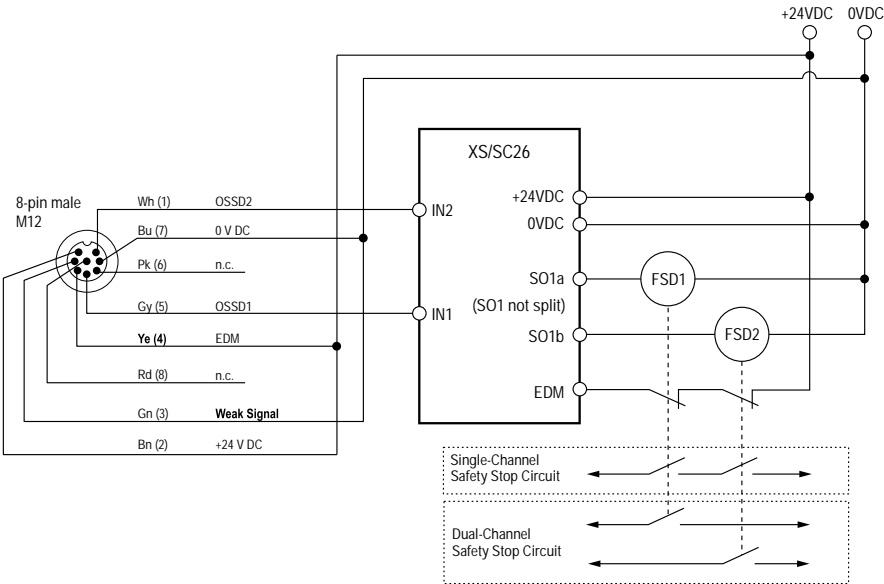 +24VDC 0VDC
XS/SC26
8-pin male
M12
Wh (1) OSSD2
Bu (7) 0 V DC
Pk (6) n.c.
Gy (5) OSSD1
Ye (4) EDM
Rd (8) n.c.
Gn (3) Weak Signal
Bn (2) +24 V DC
IN2
IN1
+24VDC
0VDC
SO1a
(SO1 not split)
SO1b
EDM
FSD1
FSD2
Single-Channel
Safety Stop Circuit
Dual-Channel
Safety Stop Circuit